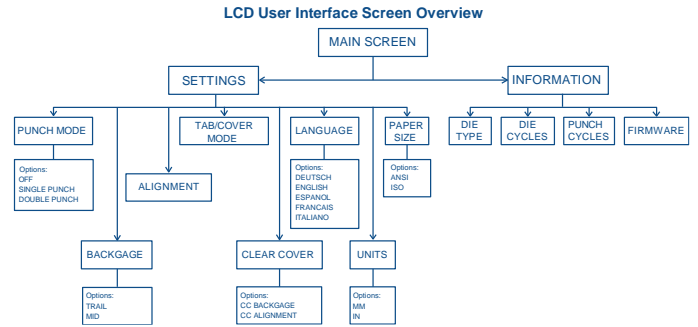 LCD User Interface Screen Overview
MAIN SCREEN
SETTINGS
INFORMATION
PUNCH MODE
TAB/COVER
MODE
LANGUAGE
PAPER
SIZE
DIE
TYPE
DIE
CYCLES
PUNCH
CYCLES
FIRMWARE
Options:
OFF
SINGLE PUNCH
DOUBLE PUNCH
ALIGNMENT
Options:
DEUTSCH
ENGLISH
ESPANOL
FRANCAIS
ITALIANO
Options:
ANSI
ISO
BACKGAGE
CLEAR COVER
UNITS
Options:
TRAIL
MID
Options:
CC BACKGAGE
CC ALIGNMENT
Options:
MM
IN